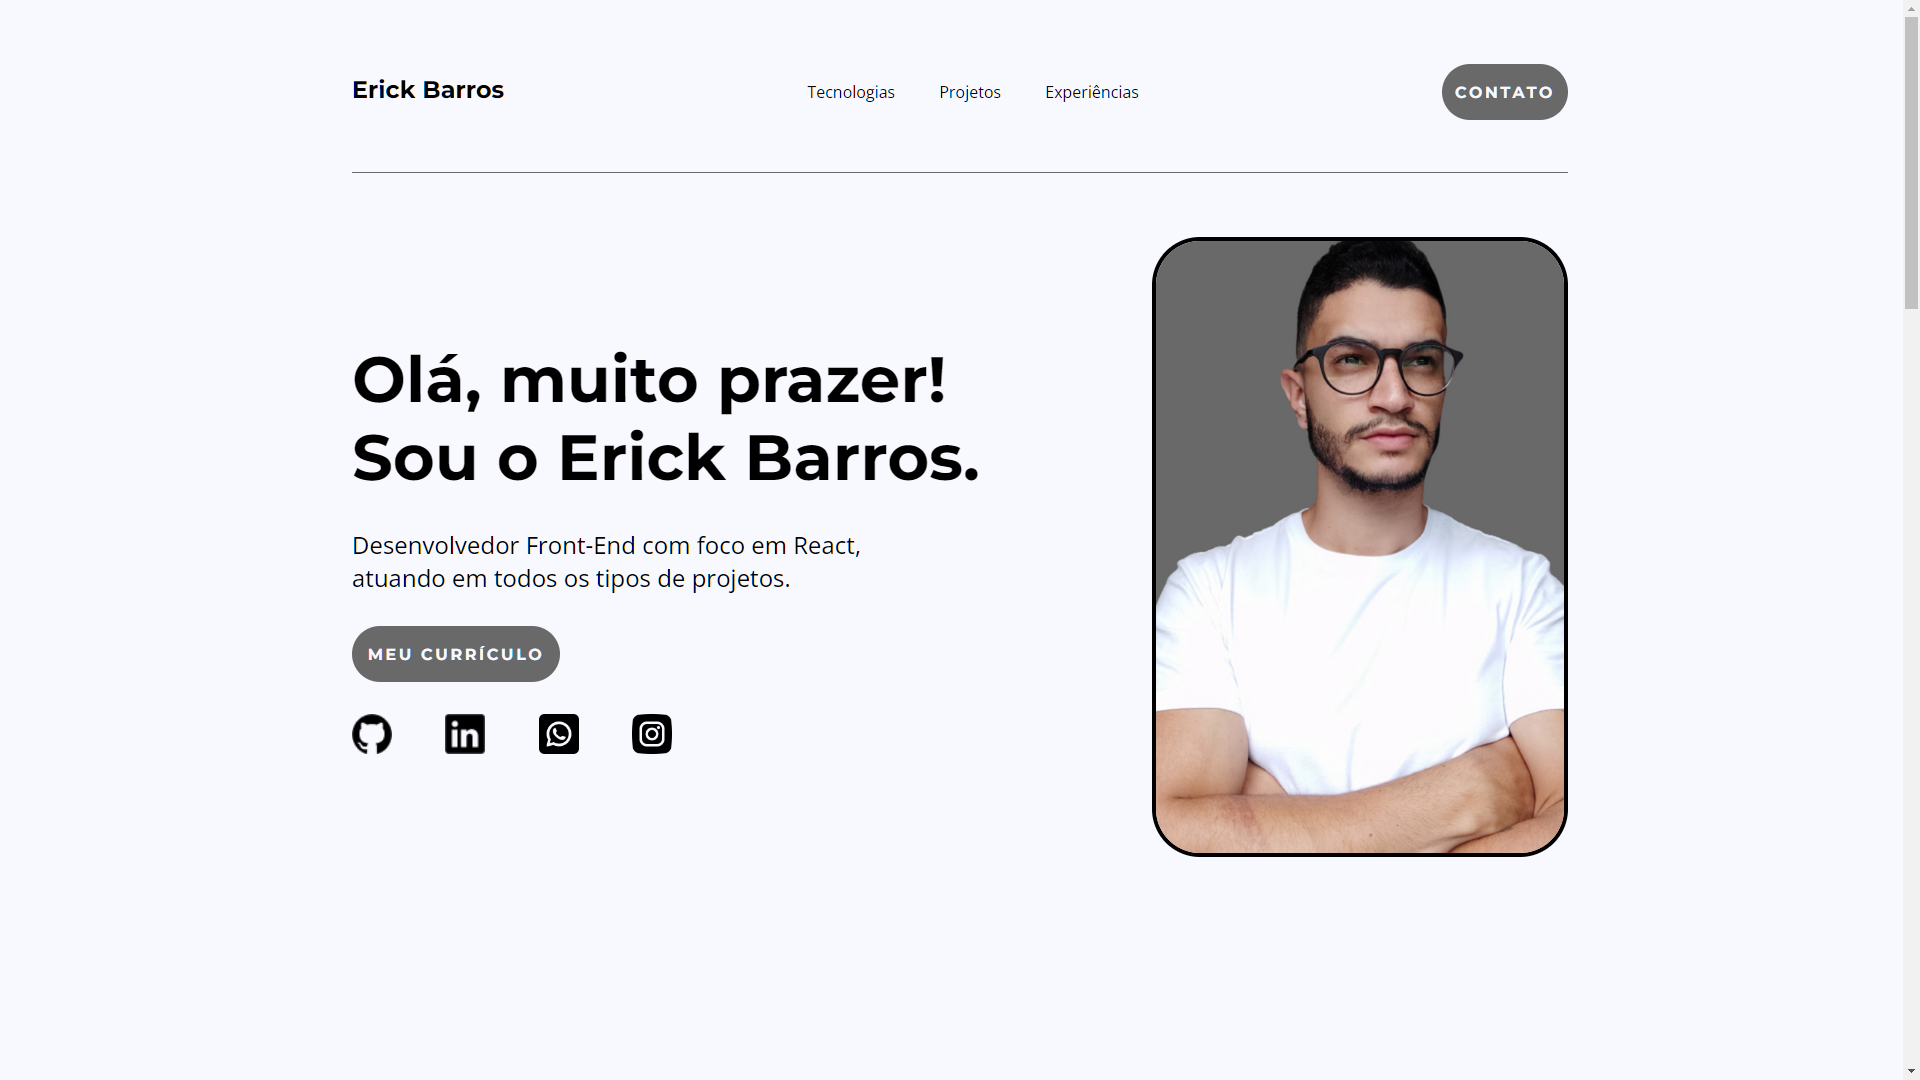 Erick Barros
Tecnologias
Projetos
Experiências
CONTATO
Olá, muito prazer!
Sou o Erick Barros.
Desenvolvedor Front-End com foco em React,
atuando em todos os tipos de projetos.
MEU CURRÍCULO
in